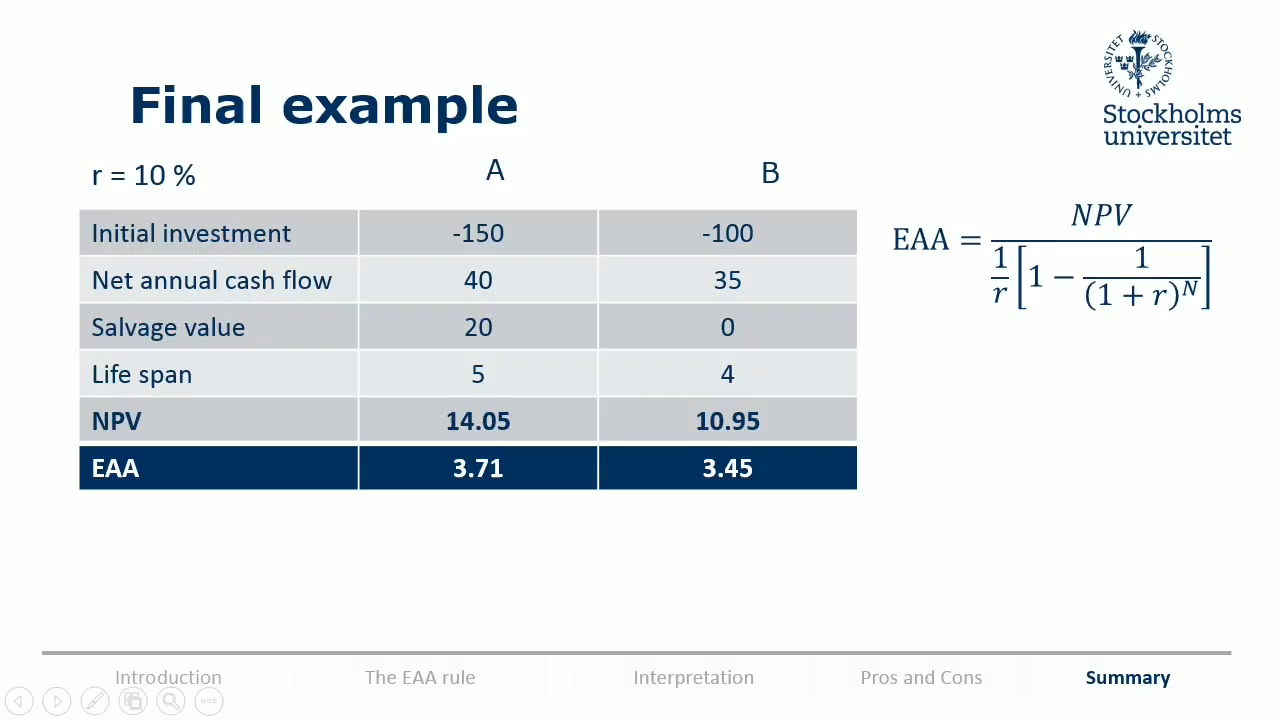 UNIVERSITET STOCKHOLMS
Stockholms
universitet
Final example
r = 10 % A B
Initial investment -150 -100
Net annual cash flow 40 35
Salvage value 20 0
Life span 5 4
NPV 14.05 10.95
EAA 3.71 3.45
EAA = NPV / (1/r [1 − 1/(1 + r)^N])
Introduction The EAA rule Interpretation Pros and Cons Summary